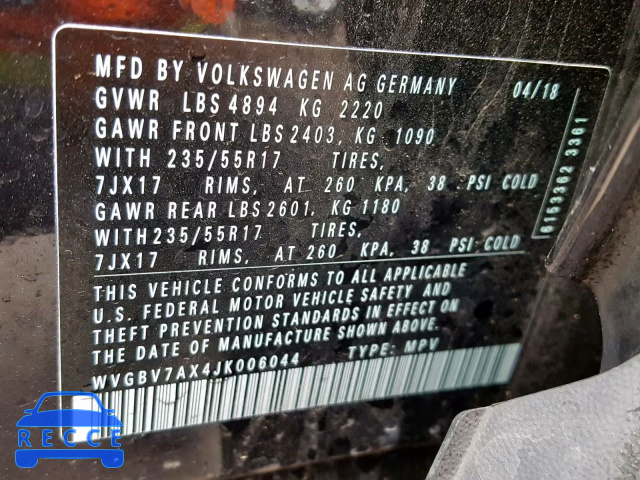 MFD BY VOLKSWAGEN AG GERMANY 04/18
GVWR LBS 4894 KG 2220
GAWR FRONT LBS 2403, KG 1090
WITH 235/55R17 TIRES,
7JX17 RIMS, AT 260 KPA, 38 PSI COLD
GAWR REAR LBS 2601, KG 1180
WITH 235/55R17 TIRES,
7JX17 RIMS, AT 260 KPA, 38 PSI COLD
THIS VEHICLE CONFORMS TO ALL APPLICABLE
U.S. FEDERAL MOTOR VEHICLE SAFETY AND
THEFT PREVENTION STANDARDS IN EFFECT ON
THE DATE OF MANUFACTURE SHOWN ABOVE.
WVGBV7AX4JK006044 TYPE: MPV
6163362 3361
RECCE